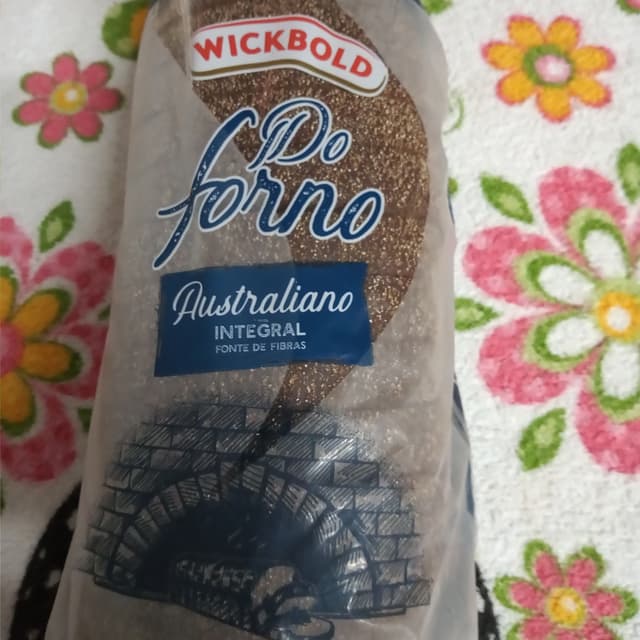 WICKBOLD
Do
forno
Australiano
INTEGRAL
FONTE DE FIBRAS